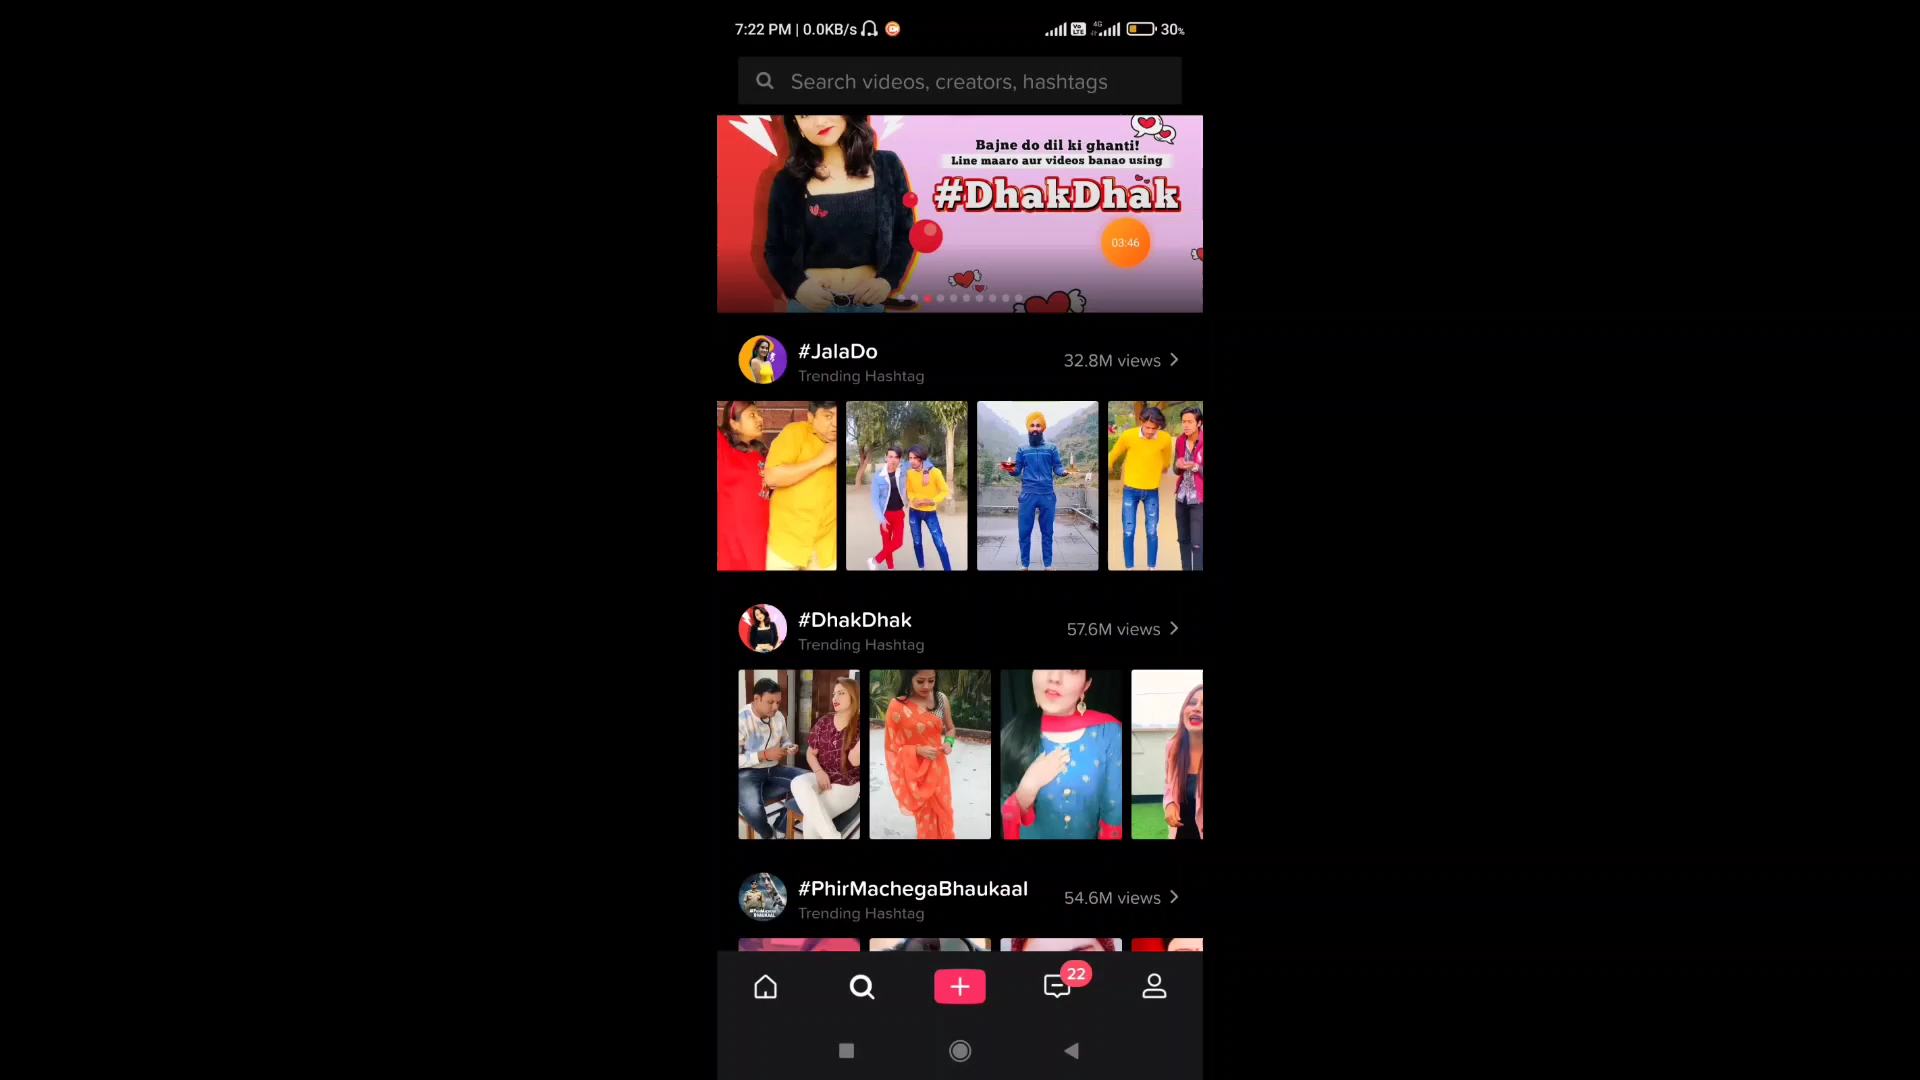 7:22 PM | 0.0KB/s
4G
30%
Search videos, creators, hashtags
Bajne do dil ki ghanti!
Line maaro aur videos banao using
#DhakDhak
03:46
#JalaDo
32.8M views
Trending Hashtag
#DhakDhak
57.6M views
Trending Hashtag
#PhirMachegaBhaukaal
54.6M views
Trending Hashtag
22